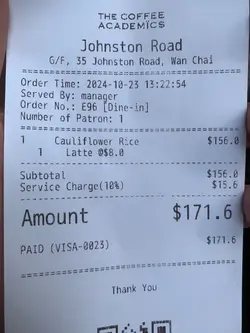 THE COFFEE
ACADEMICS
Johnston Road
G/F, 35 Johnston Road, Wan Chai
Order Time: 2024-10-23 13:22:54
Served By: manager
Order No.: E96 [Dine-in]
Number of Patron: 1
1 Cauliflower Rice $156.0
1 Latte @$8.0
Subtotal $156.0
Service Charge(10%) $15.6
Amount $171.6
PAID (VISA-0023) $171.6
Thank You